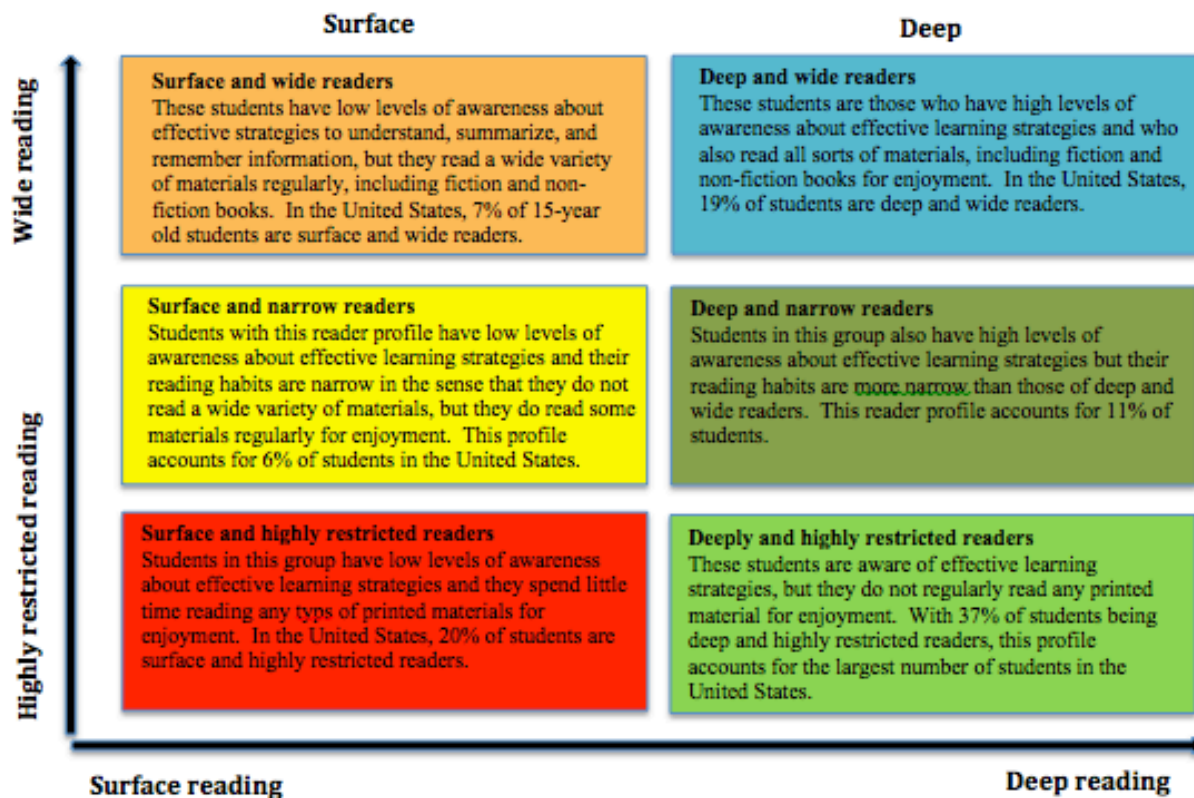 Surface
Deep
Wide reading
Highly restricted reading
Surface and wide readers
These students have low levels of awareness about
effective strategies to understand, summarize, and
remember information, but they read a wide variety
of materials regularly, including fiction and non-
fiction books.  In the United States, 7% of 15-year
old students are surface and wide readers.
Deep and wide readers
These students are those who have high levels of
awareness about effective learning strategies and who
also read all sorts of materials, including fiction and
non-fiction books for enjoyment.  In the United States,
19% of students are deep and wide readers.
Surface and narrow readers
Students with this reader profile have low levels of
awareness about effective learning strategies and their
reading habits are narrow in the sense that they do not
read a wide variety of materials, but they do read some
materials regularly for enjoyment.  This profile
accounts for 6% of students in the United States.
Deep and narrow readers
Students in this group also have high levels of
awareness about effective learning strategies but their
reading habits are more narrow than those of deep and
wide readers.  This reader profile accounts for 11% of
students.
Surface and highly restricted readers
Students in this group have low levels of awareness
about effective learning strategies and they spend little
time reading any typs of printed materials for
enjoyment.  In the United States, 20% of students are
surface and highly restricted readers.
Deeply and highly restricted readers
These students are aware of effective learning
strategies, but they do not regularly read any printed
material for enjoyment.  With 37% of students being
deep and highly restricted readers, this profile
accounts for the largest number of students in the
United States.
Surface reading
Deep reading